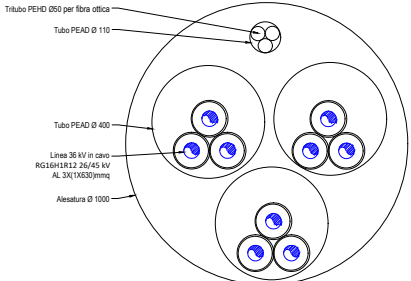 Tritubo PEHD Ø50 per fibra ottica
Tubo PEAD Ø 110
Tubo PEAD Ø 400
Linea 36 kV in cavo
RG16H1R12 26/45 kV
AL 3X(1X630)mmq
Alesatura Ø 1000